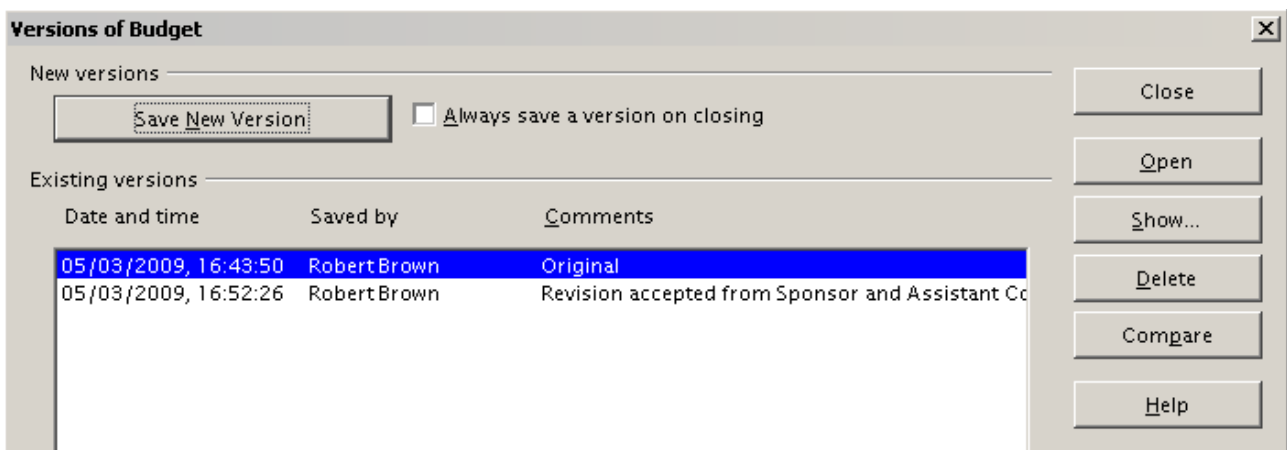 Versions of Budget
New versions
Save New Version
Always save a version on closing
Close
Open
Existing versions
Date and time Saved by Comments
Show...
05/03/2009, 16:43:50 Robert Brown Original
Delete
05/03/2009, 16:52:26 Robert Brown Revision accepted from Sponsor and Assistant
Compare
Help